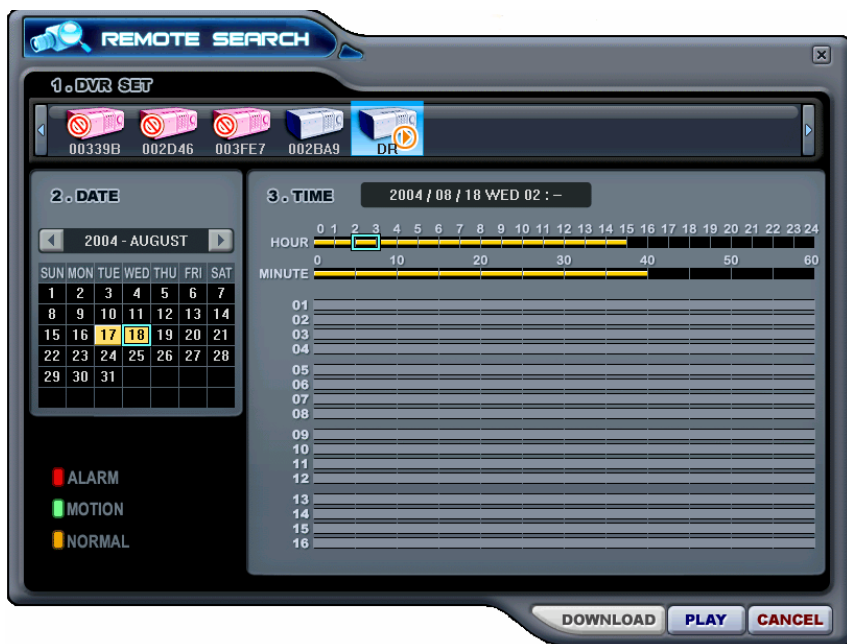 REMOTE SEARCH
1. DVR SET
00339B 002D46 003FE7 002BA9 DR
2. DATE
2004 - AUGUST
SUN MON TUE WED THU FRI SAT
1 2 3 4 5 6 7
8 9 10 11 12 13 14
15 16 17 18 19 20 21
22 23 24 25 26 27 28
29 30 31
ALARM
MOTION
NORMAL
3. TIME 2004 / 08 / 18 WED 02 : –
0 1 2 3 4 5 6 7 8 9 10 11 12 13 14 15 16 17 18 19 20 21 22 23 24
HOUR
0 10 20 30 40 50 60
MINUTE
01
02
03
04
05
06
07
08
09
10
11
12
13
14
15
16
DOWNLOAD PLAY CANCEL